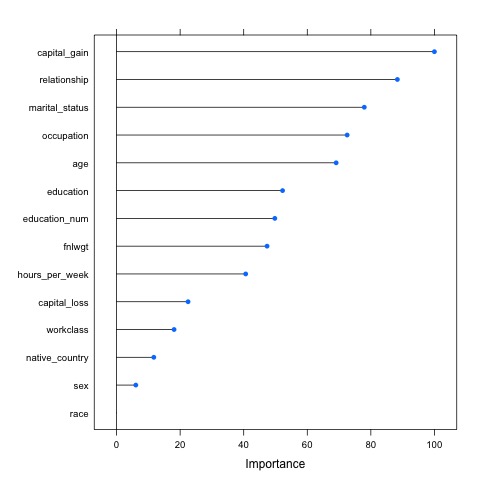 capital_gain
relationship
marital_status
occupation
age
education
education_num
fnlwgt
hours_per_week
capital_loss
workclass
native_country
sex
race
0 20 40 60 80 100
Importance